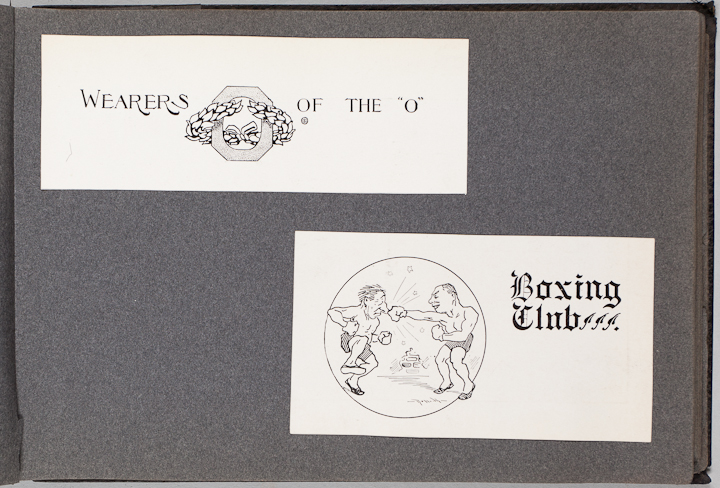 WEARERS OF THE "O"
Boxing
Club